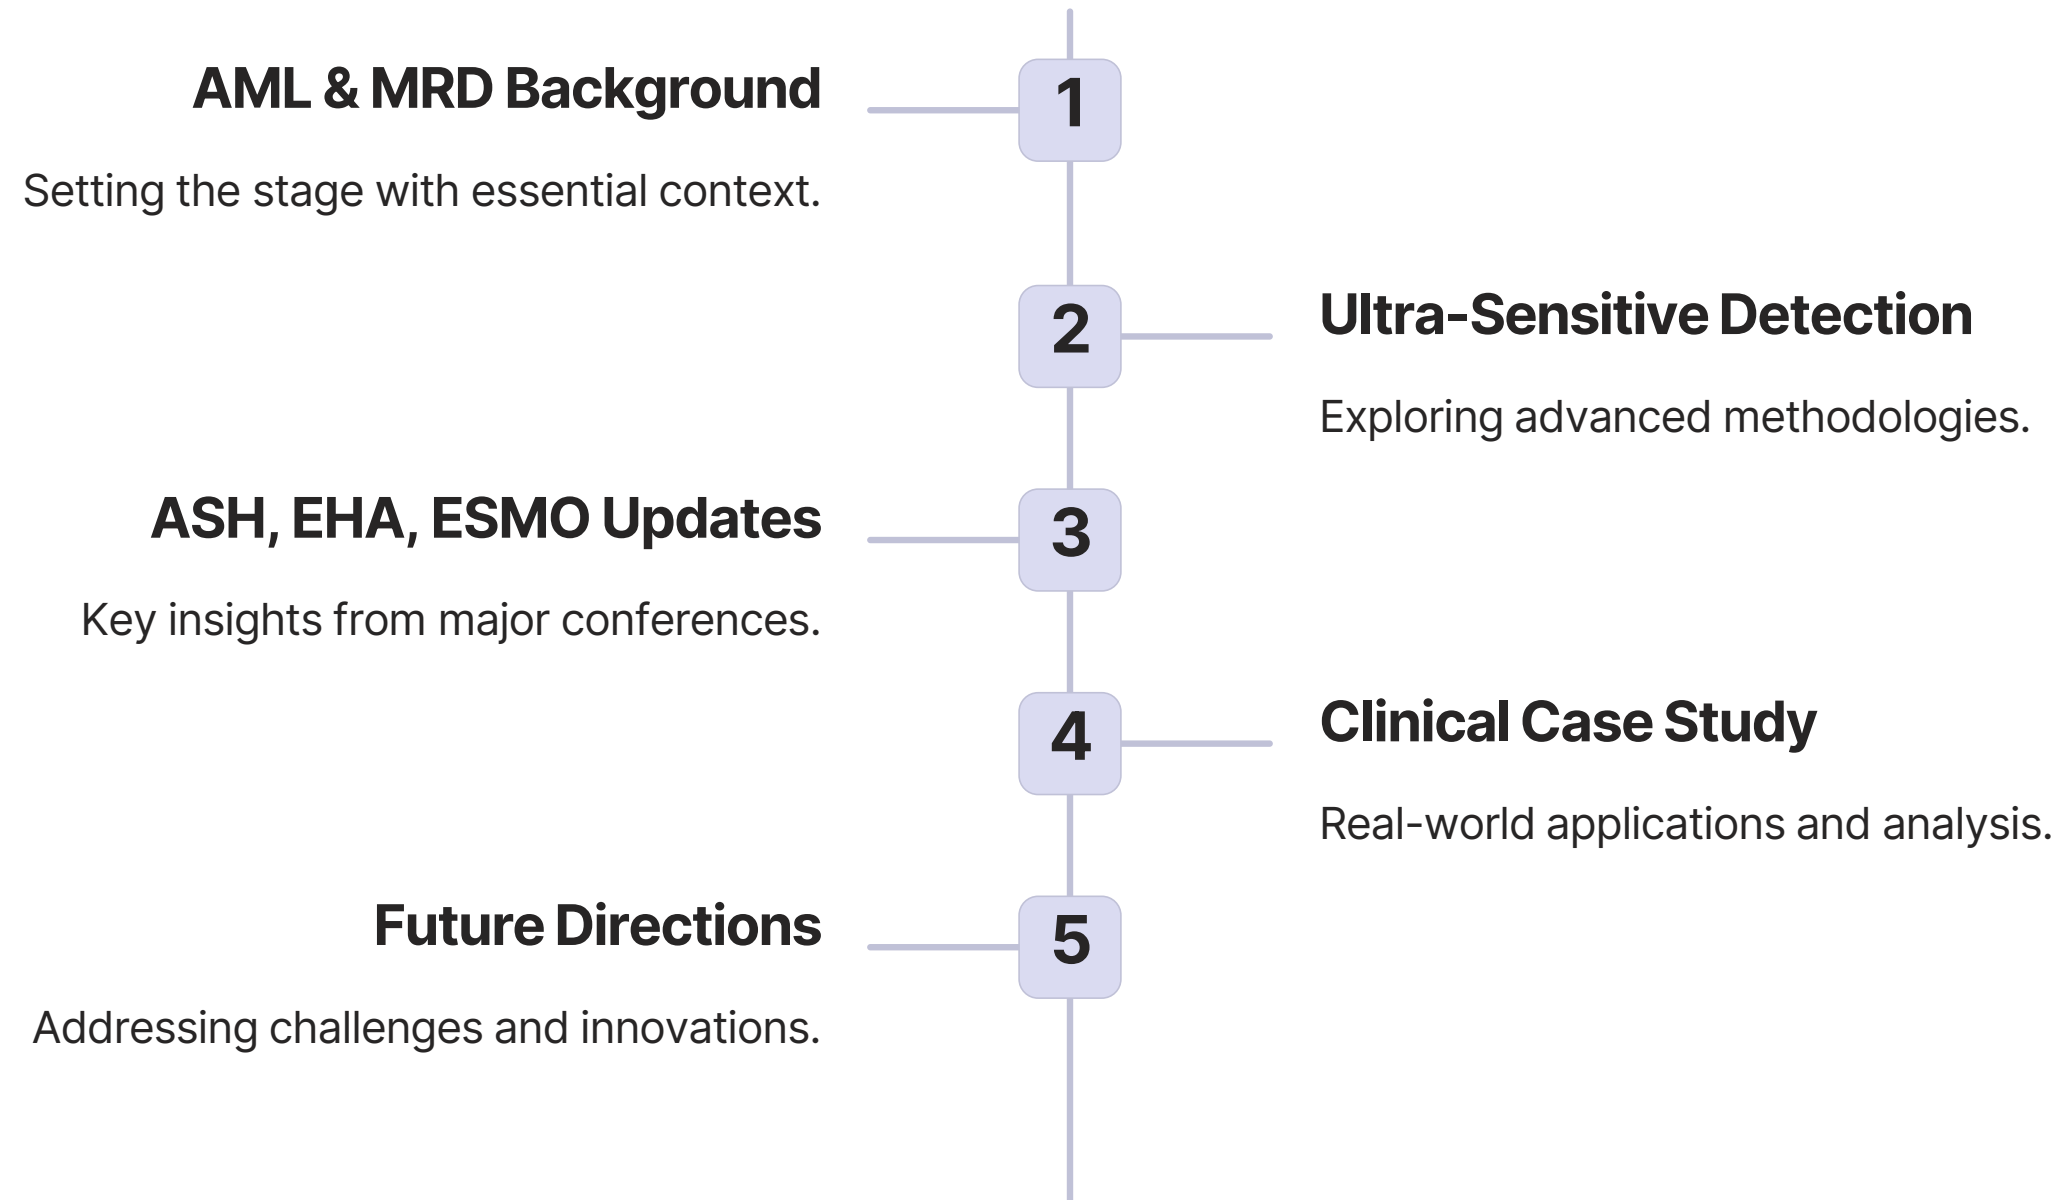 AML & MRD Background
1
Setting the stage with essential context.
2
Ultra-Sensitive Detection
Exploring advanced methodologies.
ASH, EHA, ESMO Updates
3
Key insights from major conferences.
4
Clinical Case Study
Real-world applications and analysis.
Future Directions
5
Addressing challenges and innovations.